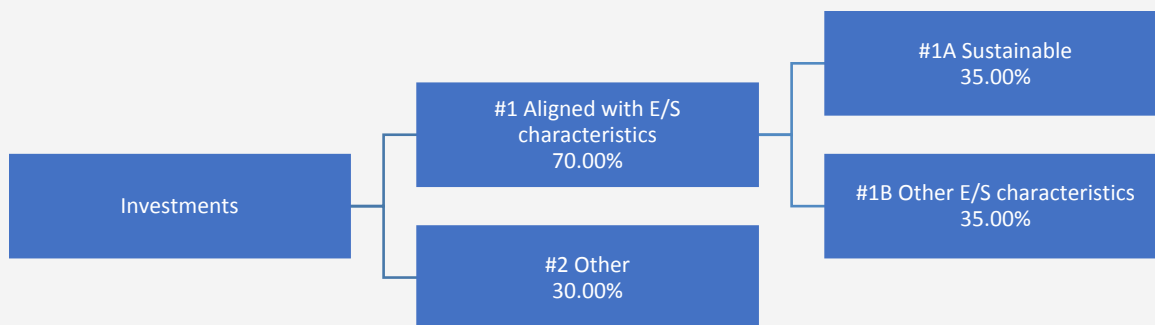 Investments
#1 Aligned with E/S
characteristics
70.00%
#2 Other
30.00%
#1A Sustainable
35.00%
#1B Other E/S characteristics
35.00%